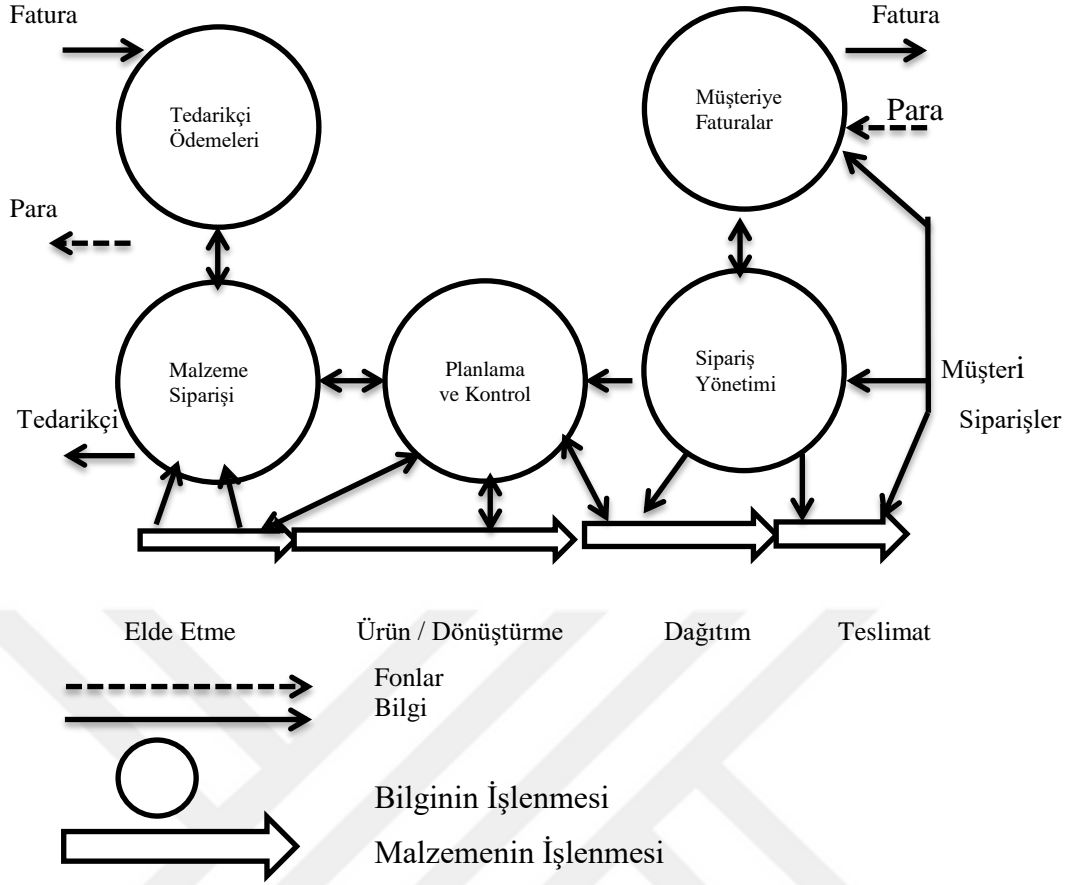 Fatura
Fatura
Tedarikçi
Ödemeleri
Müşteriye
Faturalar
Para
Para
Malzeme
Siparişi
Planlama
ve Kontrol
Sipariş
Yönetimi
Müşteri
Tedarikçi
Siparişler
Elde Etme
Ürün / Dönüştürme
Dağıtım
Teslimat
Fonlar
Bilgi
Bilginin İşlenmesi
Malzemenin İşlenmesi